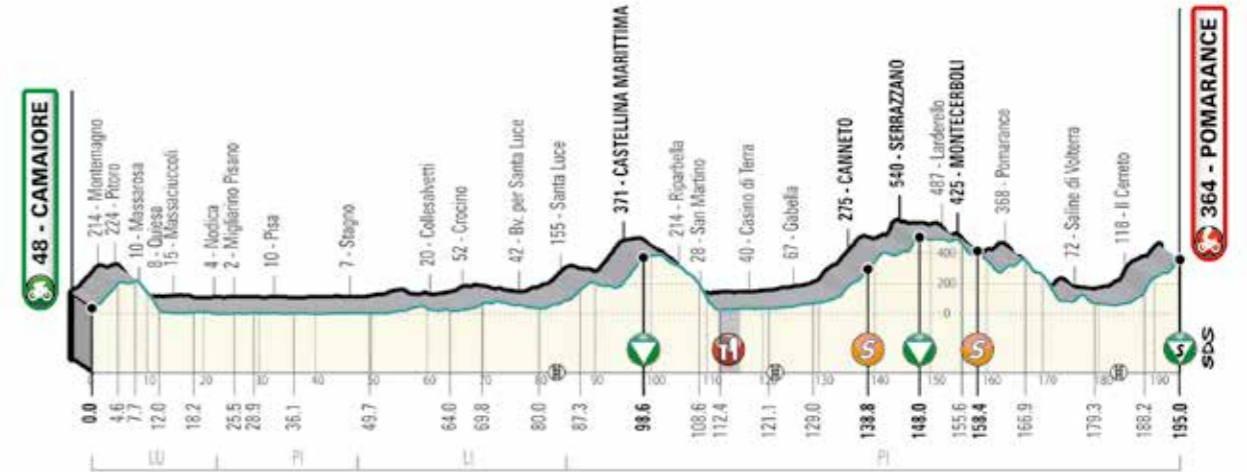 48 - CAMAIORE
214 - Montemagno
224 - Pitoro
10 - Massarosa
8 - Quiesa
15 - Massaciuccoli
4 - Nodica
2 - Migliarino Pisano
10 - Pisa
7 - Stagno
20 - Collesalvetti
52 - Crocino
42 - Bv. per Santa Luce
155 - Santa Luce
371 - CASTELLINA MARITTIMA
214 - Riparbella
28 - San Martino
40 - Casino di Terra
67 - Gabella
275 - CANNETO
540 - SERRAZZANO
487 - Larderello
425 - MONTECERBOLI
368 - Pomarance
72 - Saline di Volterra
118 - Il Cerreto
364 - POMARANCE
400
200
0
S
S
S
SDS
0 10 20 30 40 50 60 70 80 90 100 110 120 130 140 150 160 170 180 190
0.0
4.6
7.7
12.0
18.2
25.5
28.9
36.1
49.7
64.0
69.8
80.0
87.3
98.6
108.6
112.4
121.1
129.0
138.8
148.0
155.6
158.4
166.9
179.3
188.2
195.0
LU
PI
LI
PI